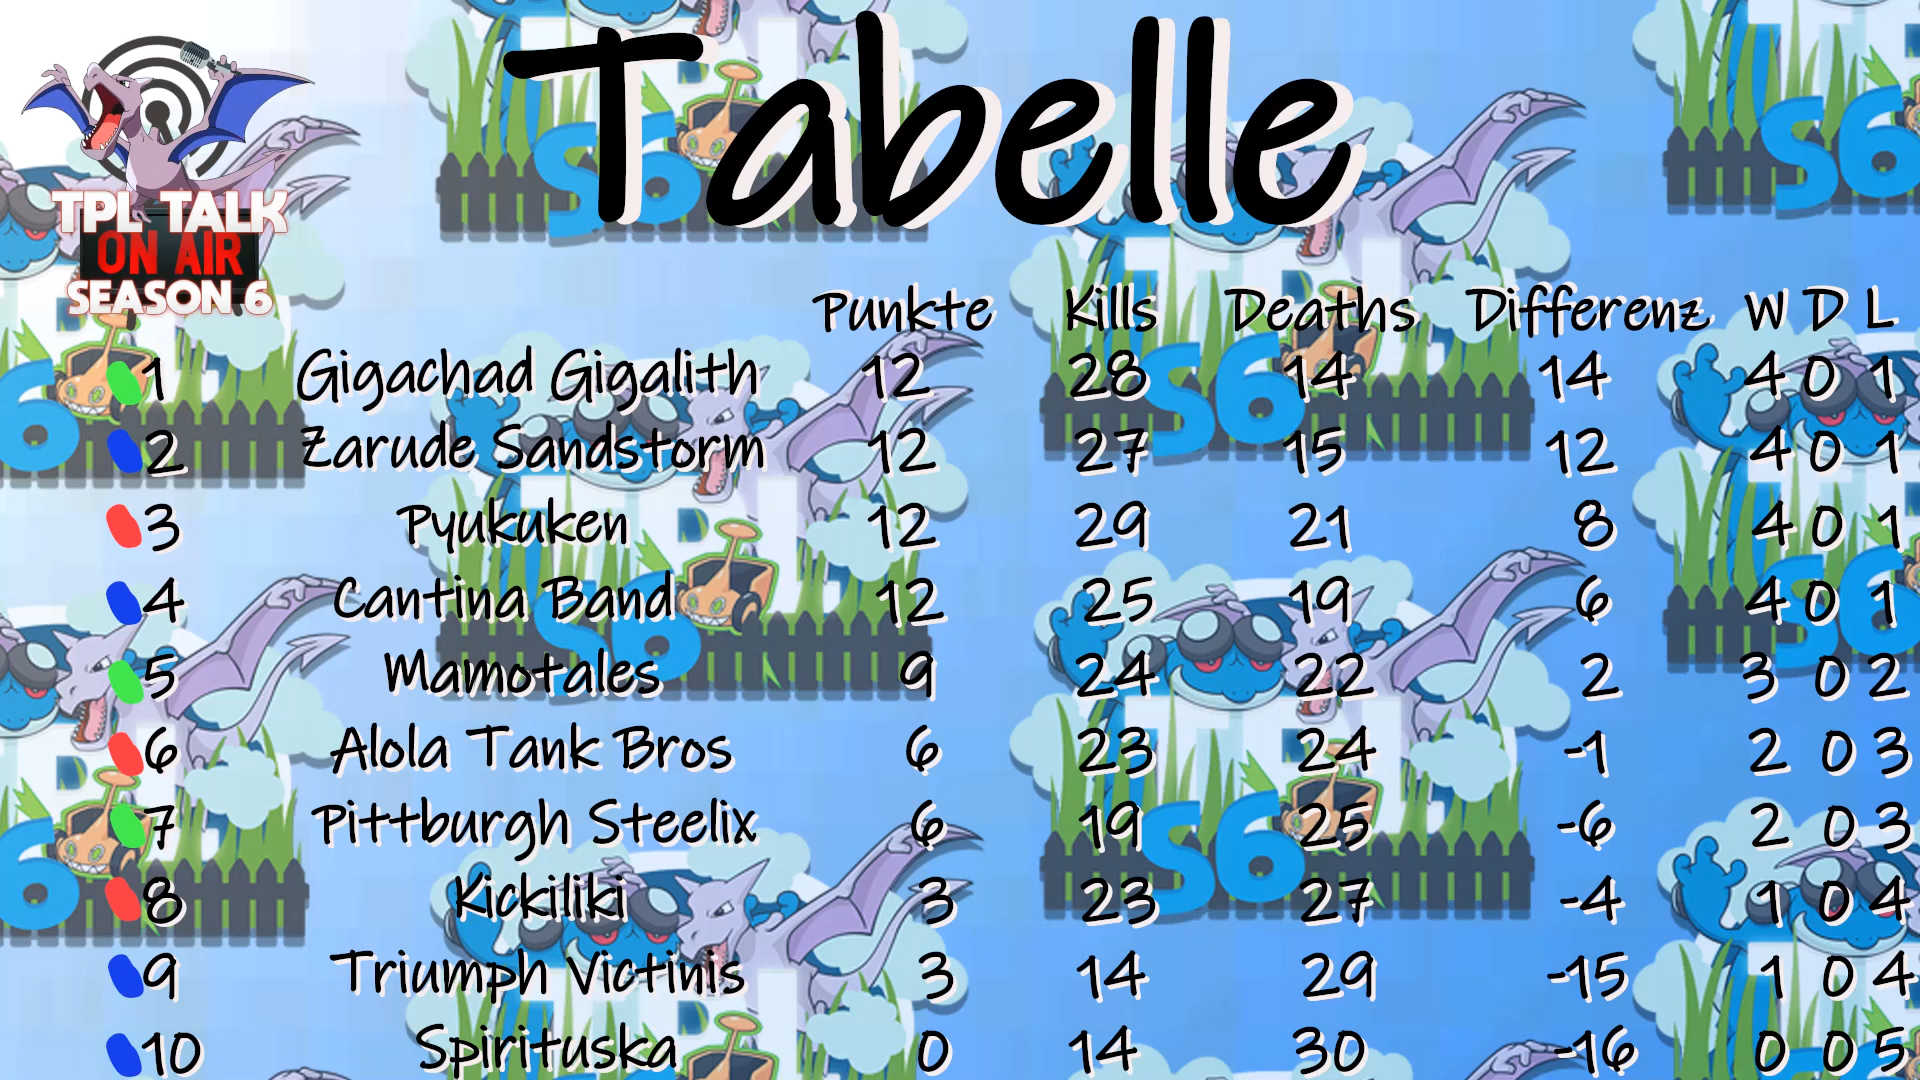 Tabelle
TPL TALK
ON AIR
SEASON 6
Punkte Kills Deaths Differenz W D L
1 Gigachad Gigalith 12 28 14 14 4 0 1
2 Zarude Sandstorm 12 27 15 12 4 0 1
3 Pyukuken 12 29 21 8 4 0 1
4 Cantina Band 12 25 19 6 4 0 1
5 Mamotales 9 24 22 2 3 0 2
6 Alola Tank Bros 6 23 24 -1 2 0 3
7 Pittburgh Steelix 6 19 25 -6 2 0 3
8 Kickiliki 3 23 27 -4 1 0 4
9 Triumph Victinis 3 14 29 -15 1 0 4
10 Spirituska 0 14 30 -16 0 0 5